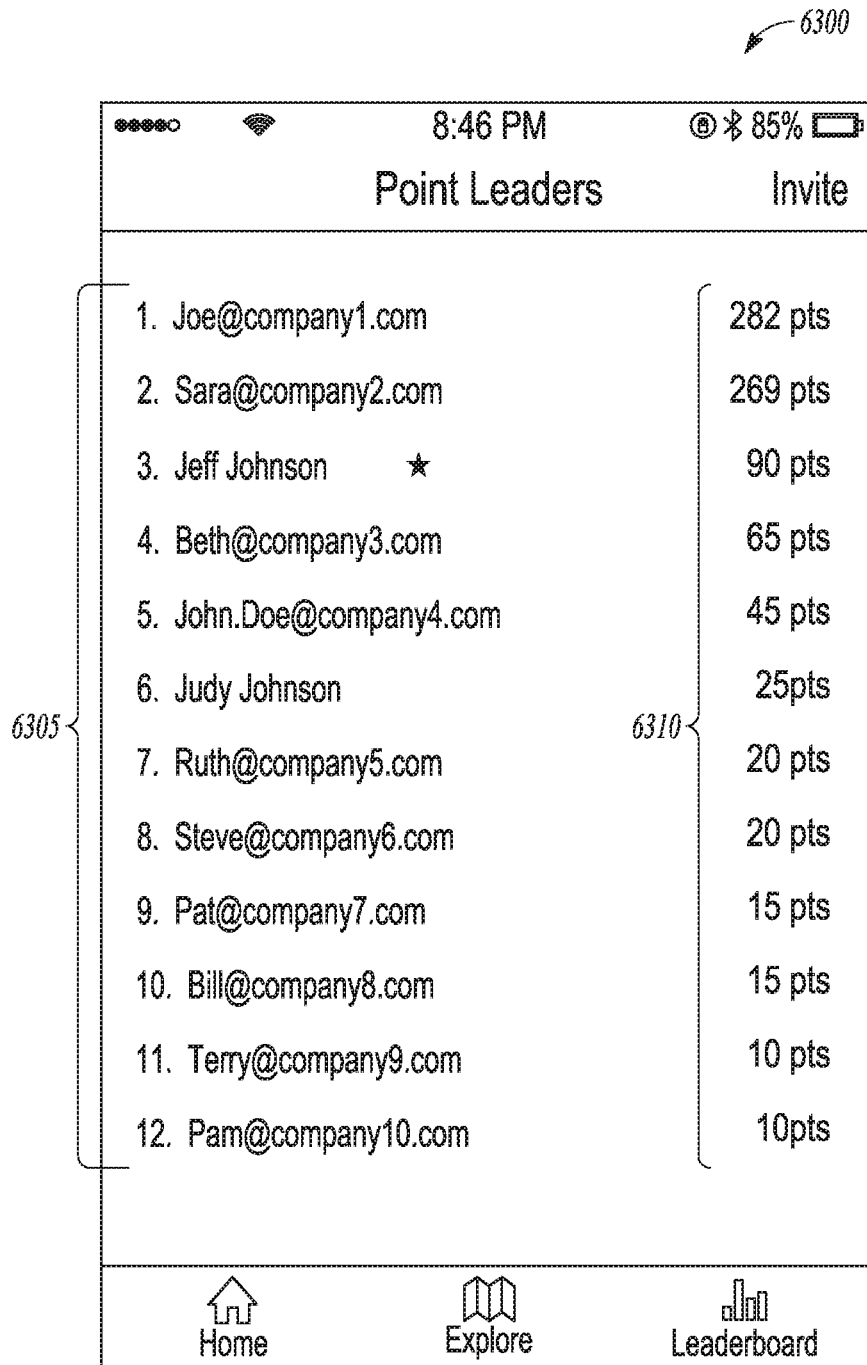 6300
8:46 PM 85%
Point Leaders Invite
1. Joe@company1.com 282 pts
2. Sara@company2.com 269 pts
3. Jeff Johnson ★ 90 pts
4. Beth@company3.com 65 pts
5. John.Doe@company4.com 45 pts
6. Judy Johnson 25pts
6305 6310
7. Ruth@company5.com 20 pts
8. Steve@company6.com 20 pts
9. Pat@company7.com 15 pts
10. Bill@company8.com 15 pts
11. Terry@company9.com 10 pts
12. Pam@company10.com 10pts
Home Explore Leaderboard